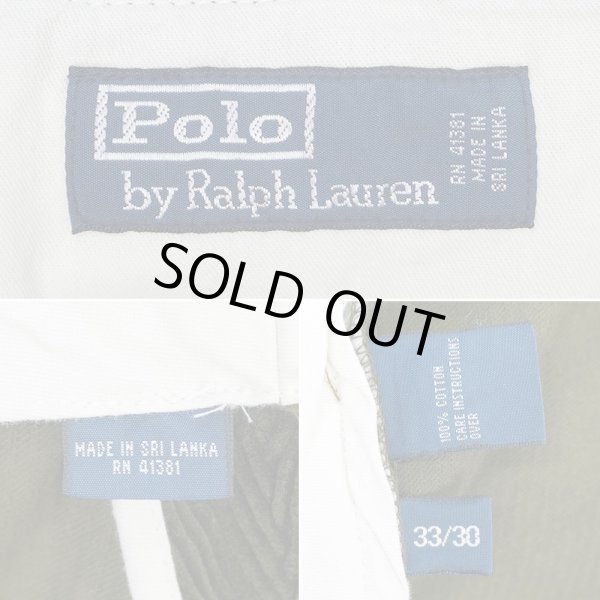 Polo
by Ralph Lauren
RN 41381
MADE IN
SRI LANKA
SOLD OUT
MADE IN SRI LANKA
RN 41381
100% COTTON
CARE INSTRUCTIONS
OVER
33/30